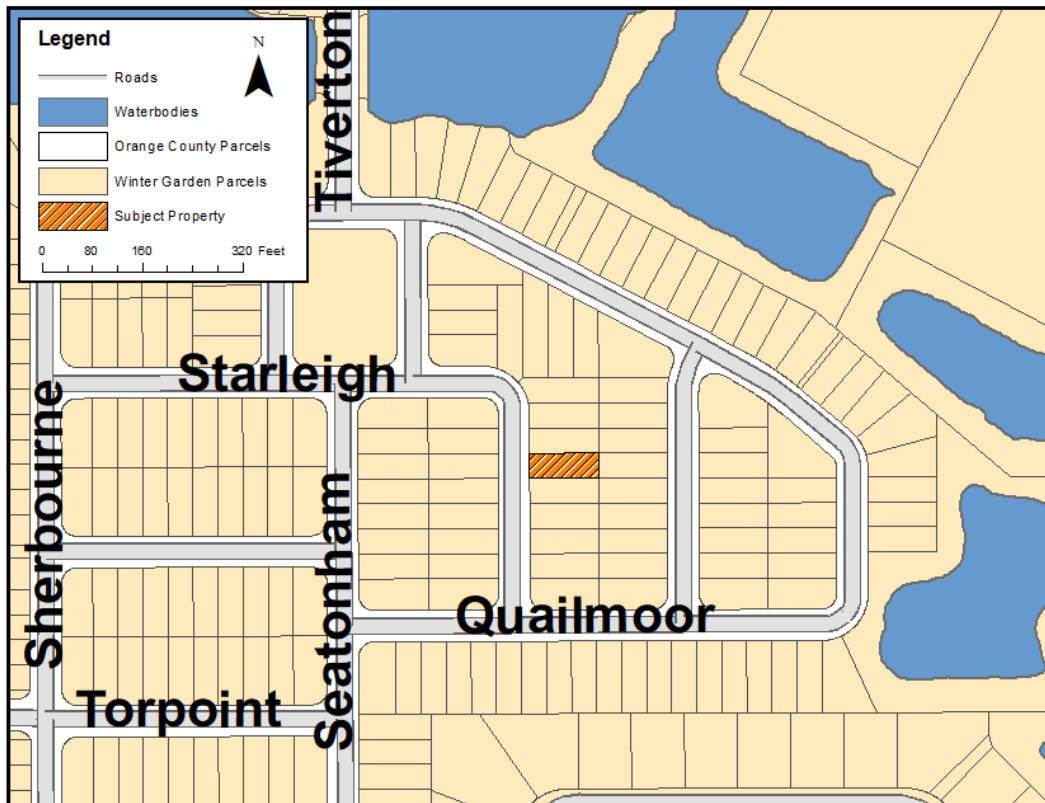 Legend
N
Roads
Waterbodies
Orange County Parcels
Winter Garden Parcels
Subject Property
0 80 160 320 Feet
Tiverton
Starleigh
Sherbourne
Seatonham
Quailmoor
Torpoint